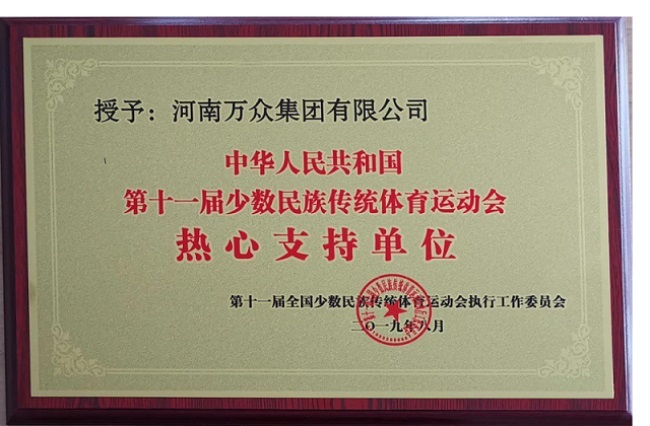 授予：河南万众集团有限公司
中华人民共和国
第十一届少数民族传统体育运动会
热心支持单位
第十一届全国少数民族传统体育运动会执行工作委员会
二〇一九年八月